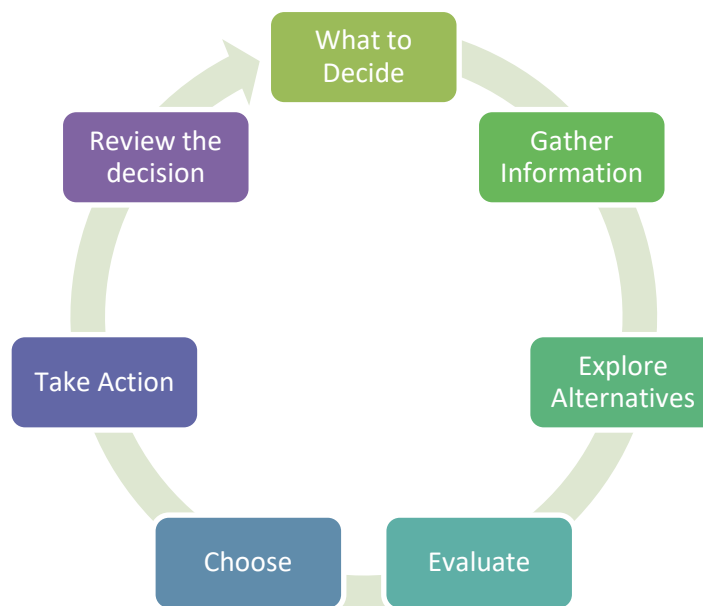 What to
Decide
Gather
Information
Explore
Alternatives
Evaluate
Choose
Take Action
Review the
decision